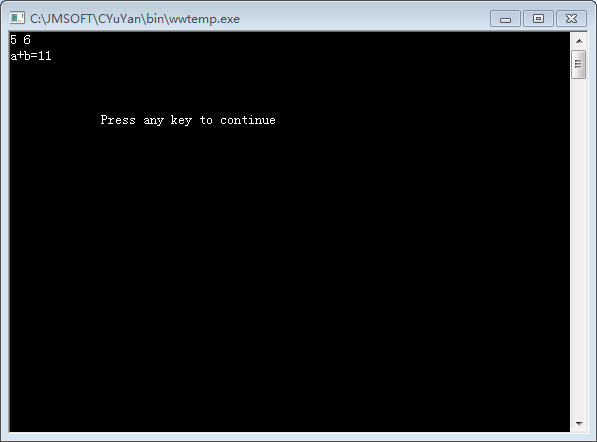 C:\JMSOFT\CYuYan\bin\wwtemp.exe
5 6
a+b=11
Press any key to continue